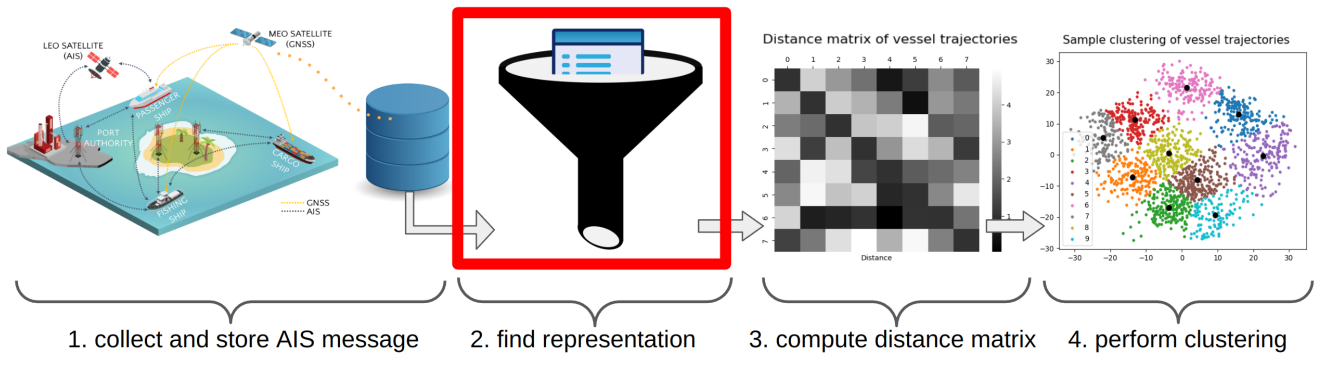 LEO SATELLITE
(AIS)
MEO SATELLITE
(GNSS)
PASSENGER
SHIP
PORT
AUTHORITY
CARGO
SHIP
FISHING
SHIP
GNSS
AIS
Distance matrix of vessel trajectories
0 1 2 3 4 5 6 7
0
1
2
3
4
5
6
7
4
3
2
1
Distance
Sample clustering of vessel trajectories
30
20
10
0
−10
−20
−30
−30 −20 −10 0 10 20 30
0
1
2
3
4
5
6
7
8
9
1. collect and store AIS message
2. find representation
3. compute distance matrix
4. perform clustering